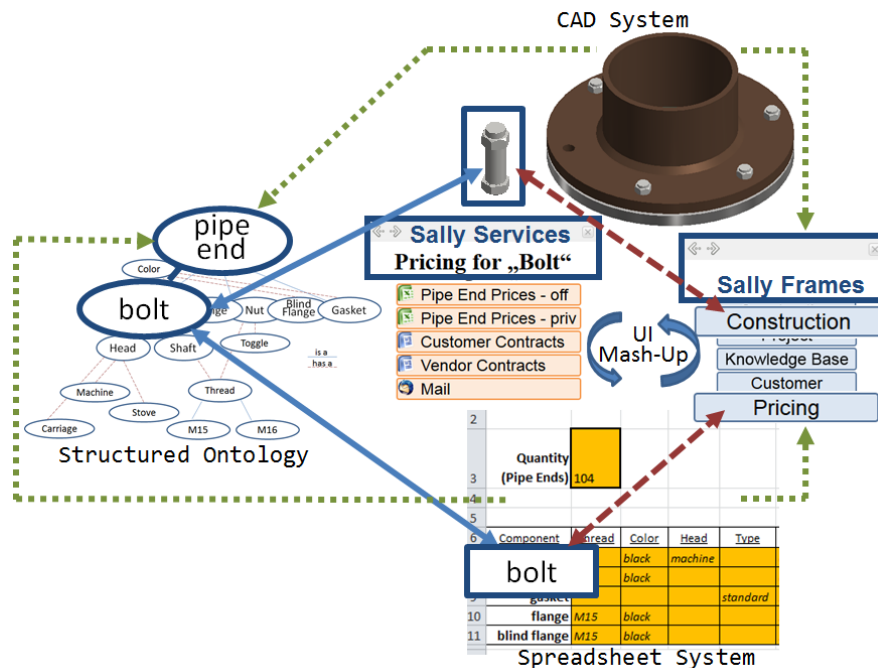 CAD System
pipe
end
Color
bolt
Nut
Blind
Flange
Gasket
Head
Shaft
Toggle
is a
has a
Machine
Stove
Thread
Carriage
M15
M16
Structured Ontology
Sally Services
Pricing for „Bolt“
Pipe End Prices - off
Pipe End Prices - priv
Customer Contracts
Vendor Contracts
Mail
UI
Mash-Up
Sally Frames
Construction
Project
Knowledge Base
Customer
Pricing
2
Quantity
3 (Pipe Ends) 104
4
5
6 Component Thread Color Head Type
bolt
black machine
black
9 gasket standard
10 flange M15 black
11 blind flange M15 black
Spreadsheet System